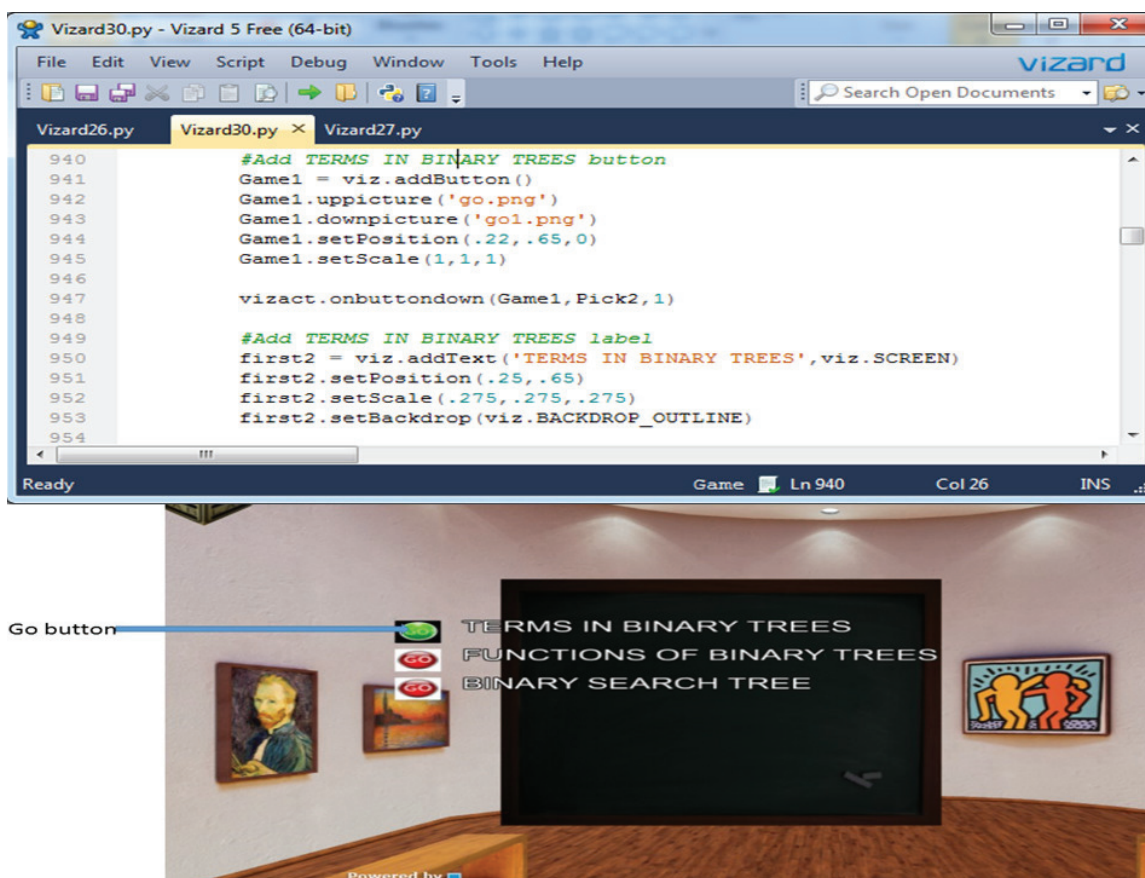 Vizard30.py - Vizard 5 Free (64-bit)
File Edit View Script Debug Window Tools Help
vizard
Search Open Documents
Vizard26.py Vizard30.py Vizard27.py
940 #Add TERMS IN BINARY TREES button
941 Game1 = viz.addButton()
942 Game1.uppicture('go.png')
943 Game1.downpicture('go1.png')
944 Game1.setPosition(.22,.65,0)
945 Game1.setScale(1,1,1)
946
947 vizact.onbuttondown(Game1,Pick2,1)
948
949 #Add TERMS IN BINARY TREES label
950 first2 = viz.addText('TERMS IN BINARY TREES',viz.SCREEN)
951 first2.setPosition(.25,.65)
952 first2.setScale(.275,.275,.275)
953 first2.setBackdrop(viz.BACKDROP_OUTLINE)
954
Ready Game Ln 940 Col 26 INS
Go button GO TERMS IN BINARY TREES
GO FUNCTIONS OF BINARY TREES
GO BINARY SEARCH TREE
Powered by